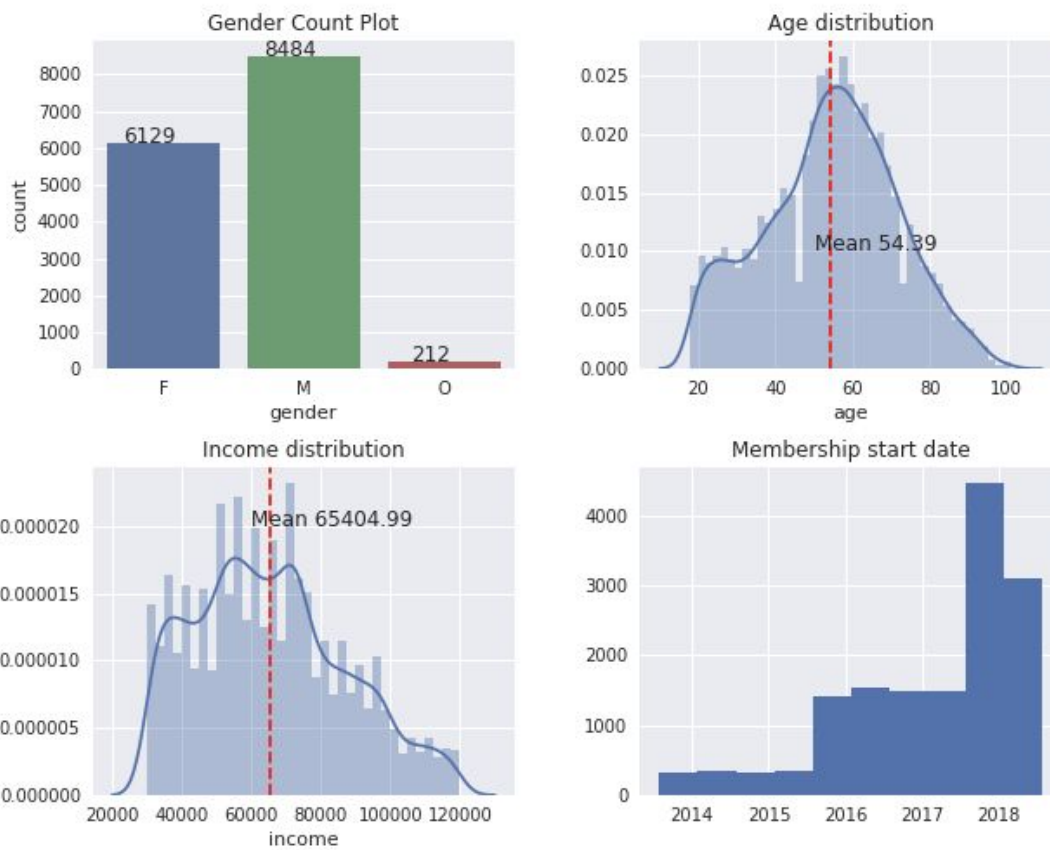 Gender Count Plot
8484
6129
212
8000
7000
6000
5000
4000
3000
2000
1000
0
count
F M O
gender
Age distribution
Mean 54.39
0.025
0.020
0.015
0.010
0.005
0.000
20 40 60 80 100
age
Income distribution
Mean 65404.99
0.000020
0.000015
0.000010
0.000005
0.000000
20000 40000 60000 80000 100000 120000
income
Membership start date
4000
3000
2000
1000
0
2014 2015 2016 2017 2018